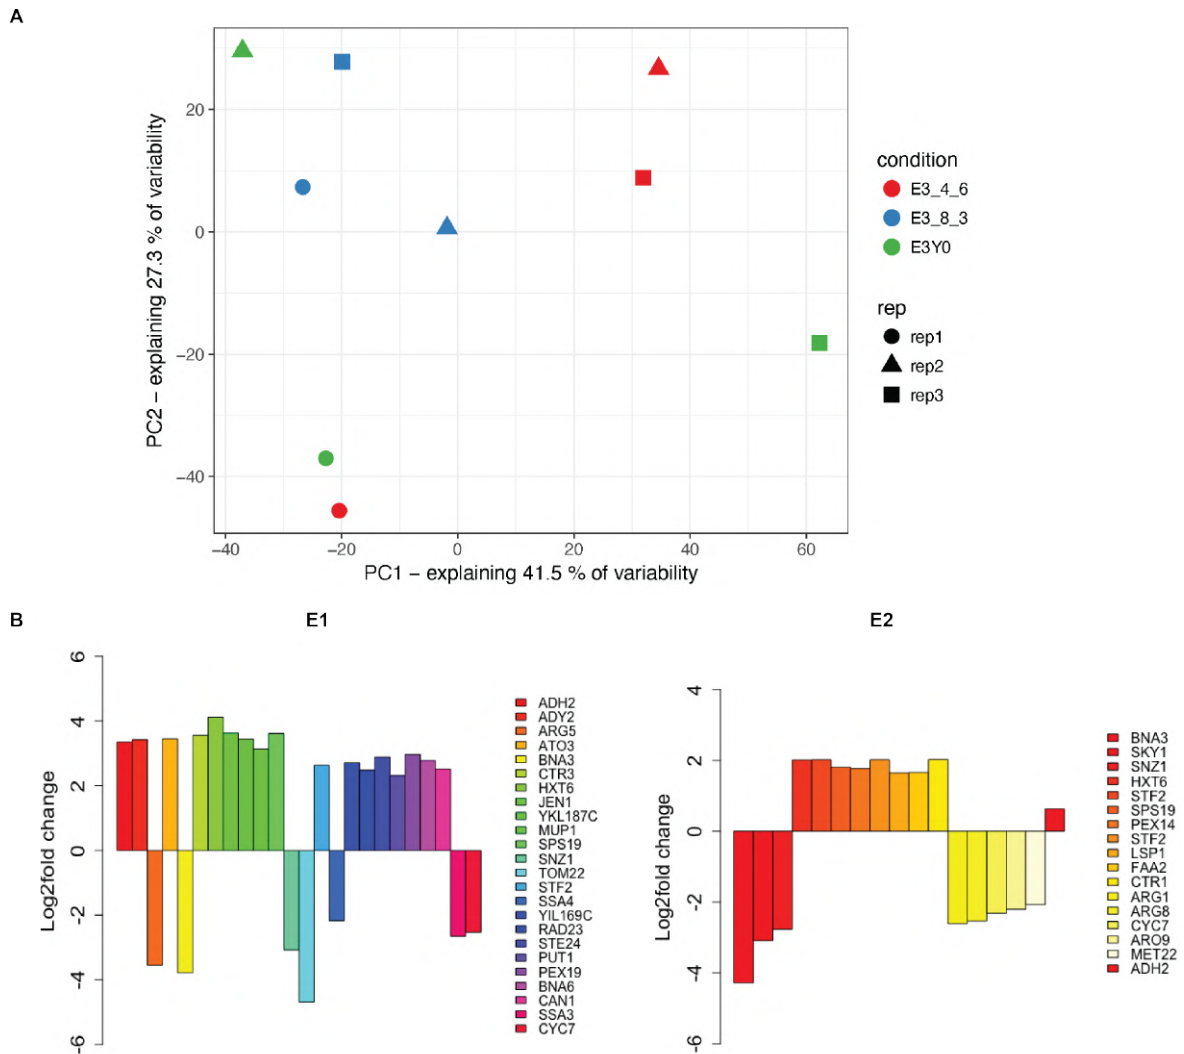 A
20
0
−20
−40
PC2 − explaining 27.3 % of variability
−40
−20
0
20
40
60
PC1 − explaining 41.5 % of variability
condition
E3_4_6
E3_8_3
E3Y0
rep
rep1
rep2
rep3
B
E1
E2
6
4
2
0
-2
-4
-6
Log2fold change
ADH2
ADY2
ARG5
ATO3
BNA3
CTR3
HXT6
JEN1
YKL187C
MUP1
SPS19
SNZ1
TOM22
STF2
SSA4
YIL169C
RAD23
STE24
PUT1
PEX19
BNA6
CAN1
SSA3
CYC7
4
2
0
-2
-4
-6
Log2fold change
BNA3
SKY1
SNZ1
HXT6
STF2
SPS19
PEX14
STF2
LSP1
FAA2
CTR1
ARG1
ARG8
CYC7
ARO9
MET22
ADH2